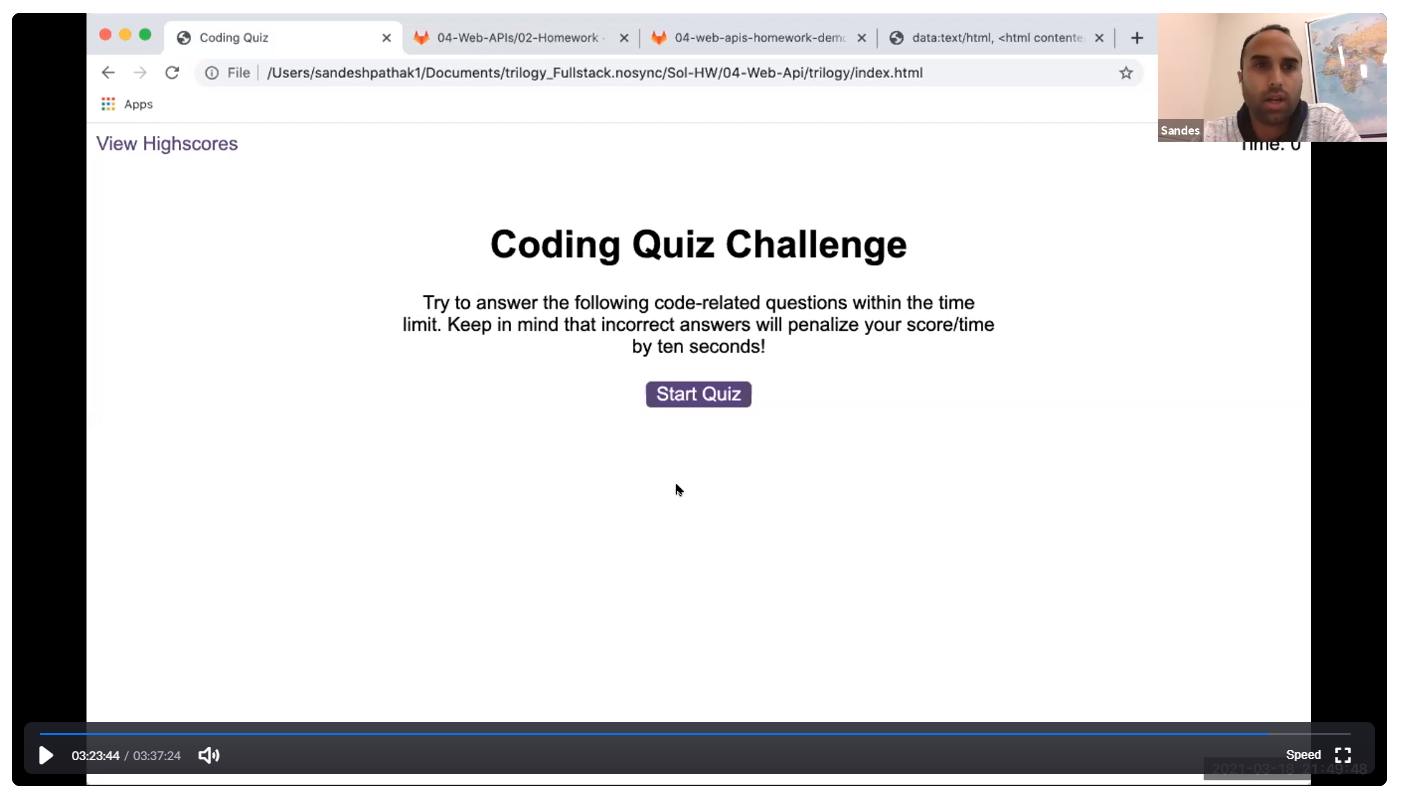 Coding Quiz
04-Web-APIs/02-Homework
04-web-apis-homework-demo
data:text/html, <html contente
File
/Users/sandeshpathak1/Documents/trilogy_Fullstack.nosync/Sol-HW/04-Web-Api/trilogy/index.html
Apps
Sandes
View Highscores
Time: 0
Coding Quiz Challenge
Try to answer the following code-related questions within the time
limit. Keep in mind that incorrect answers will penalize your score/time
by ten seconds!
Start Quiz
03:23:44 / 03:37:24
Speed
2021-03-18 21:49:48